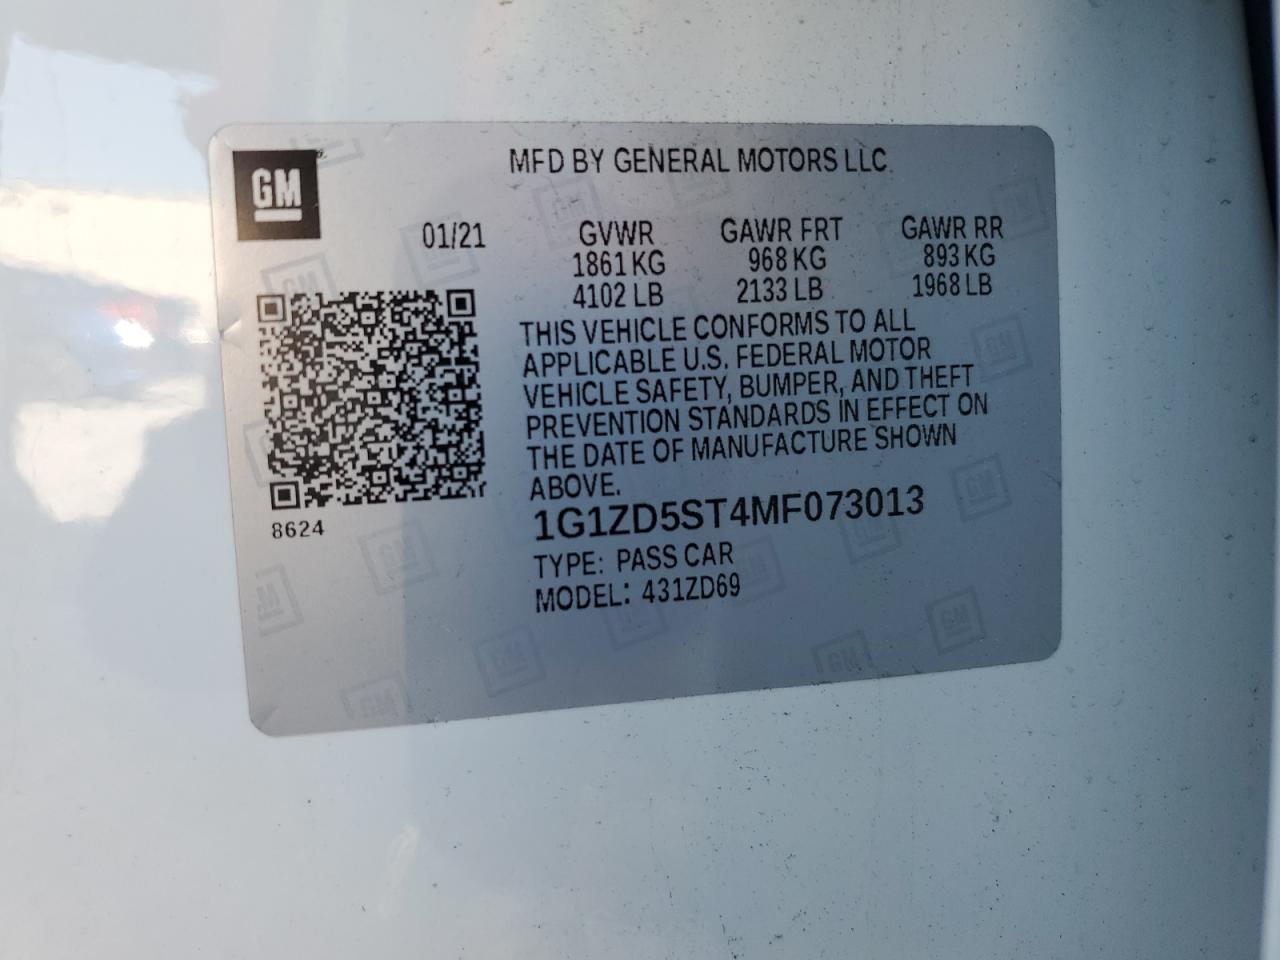 GM
MFD BY GENERAL MOTORS LLC
01/21
GVWR GAWR FRT GAWR RR
1861 KG 968 KG 893 KG
4102 LB 2133 LB 1968 LB
THIS VEHICLE CONFORMS TO ALL
APPLICABLE U.S. FEDERAL MOTOR
VEHICLE SAFETY, BUMPER, AND THEFT
PREVENTION STANDARDS IN EFFECT ON
THE DATE OF MANUFACTURE SHOWN
ABOVE.
8624
1G1ZD5ST4MF073013
TYPE: PASS CAR
MODEL: 431ZD69